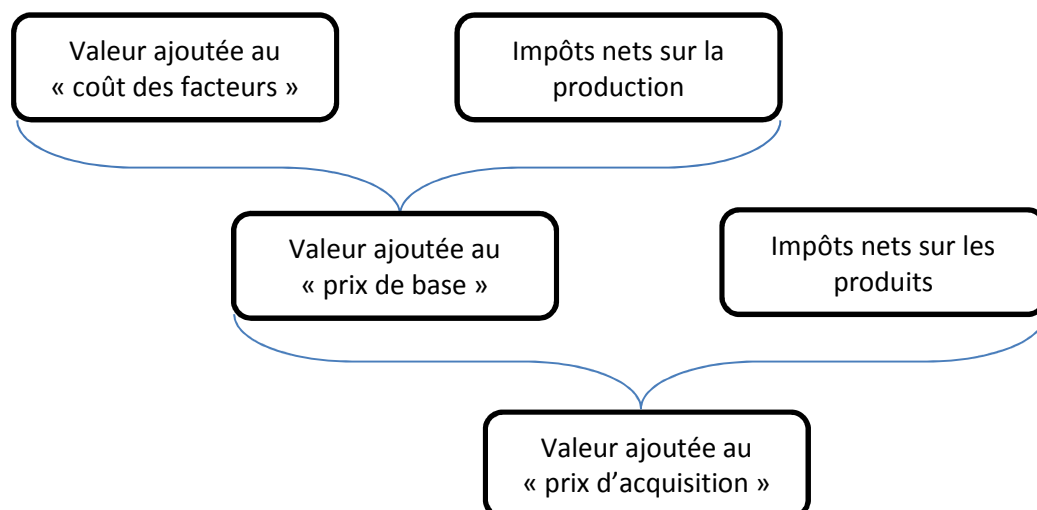 Valeur ajoutée au
« coût des facteurs »
Impôts nets sur la
production
Valeur ajoutée au
« prix de base »
Impôts nets sur les
produits
Valeur ajoutée au
« prix d’acquisition »